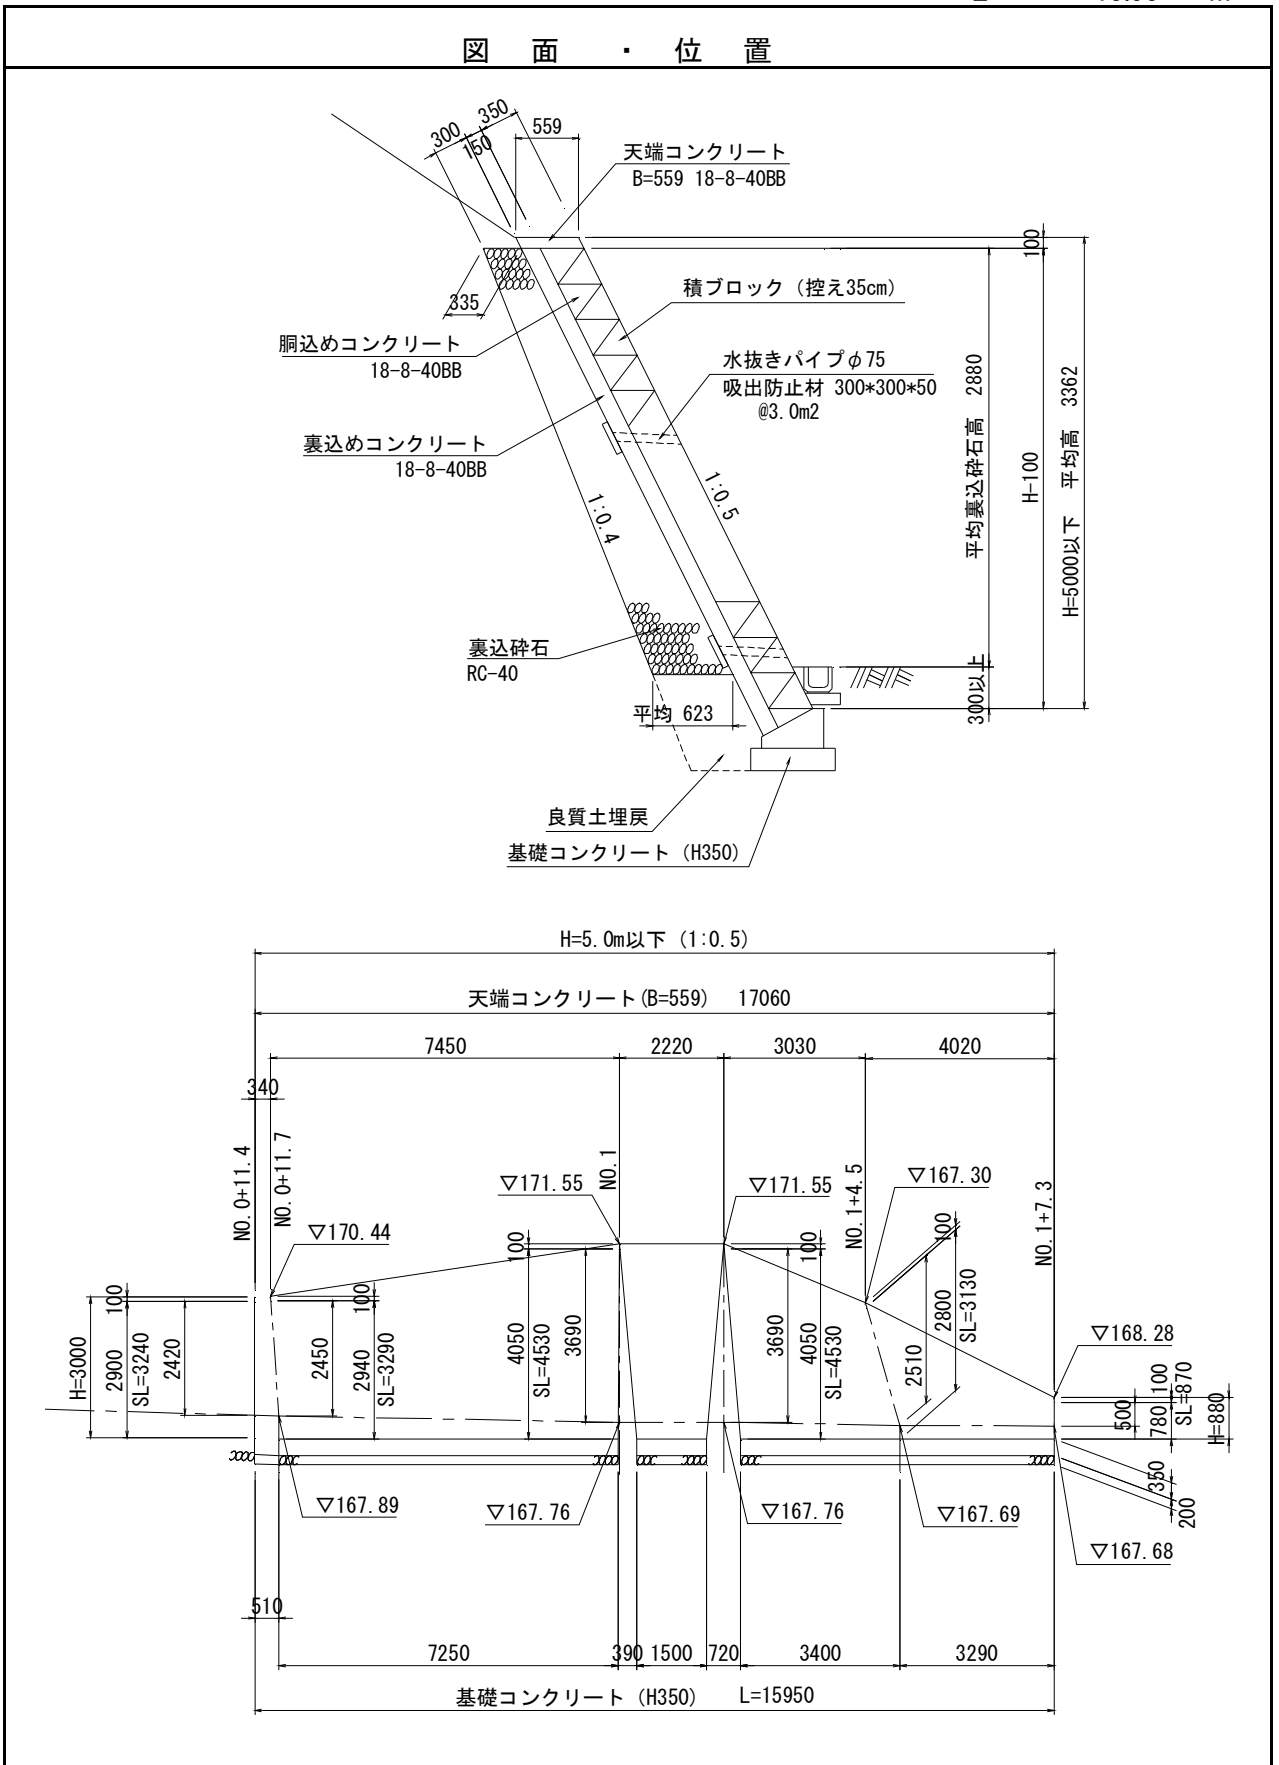 図 面 ・ 位 置
300
150
350
559
天端コンクリート
B=559 18-8-40BB
100
335
積ブロック（控え35cm）
胴込めコンクリート
18-8-40BB
水抜きパイプφ75
吸出防止材 300*300*50
@3.0m2
裏込めコンクリート
18-8-40BB
1:0.4
1:0.5
平均裏込砕石高 2880
H-100
H=5000以下 平均高 3362
300以上
裏込砕石
RC-40
平均 623
良質土埋戻
基礎コンクリート（H350）
H=5.0m以下（1:0.5）
天端コンクリート(B=559) 17060
7450
2220
3030
4020
340
NO.0+11.4
NO.0+11.7
NO.1
NO.1+4.5
NO.1+7.3
▽171.55
▽171.55
▽167.30
▽170.44
▽168.28
H=3000
100
2900
SL=3240
2420
2450
100
2940
SL=3290
100
4050
SL=4530
3690
3690
100
4050
SL=4530
2510
2800
100
SL=3130
500
100
780
SL=870
H=880
350
200
▽167.89
▽167.76
▽167.76
▽167.69
▽167.68
510
7250
390
1500
720
3400
3290
基礎コンクリート（H350） L=15950